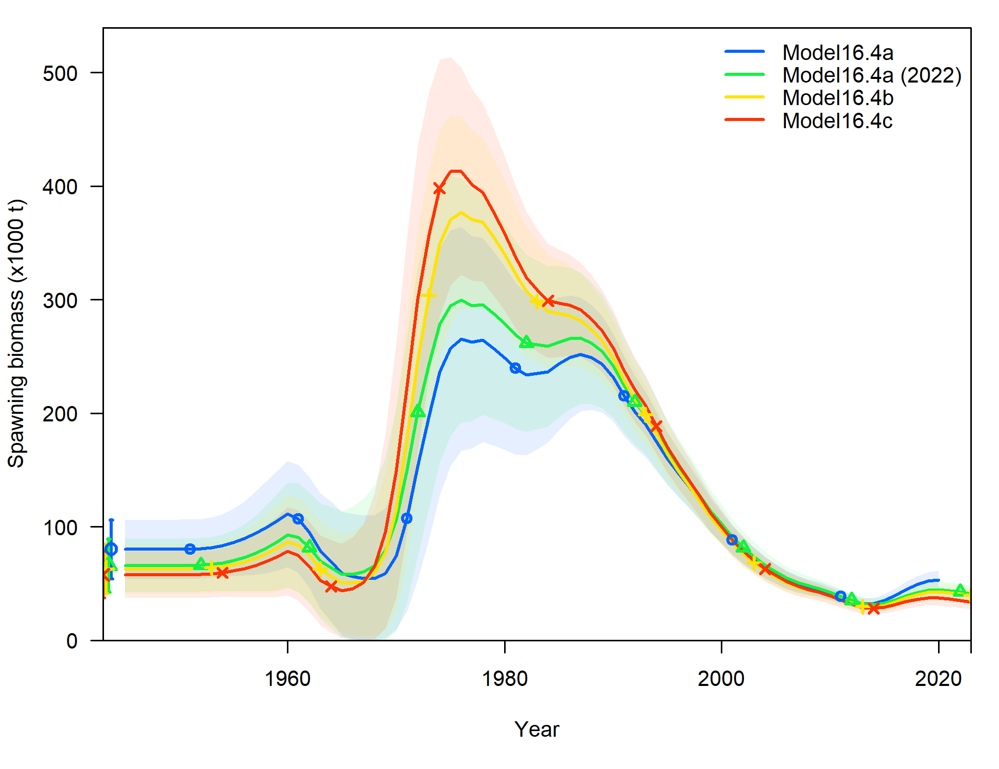 Model16.4a
Model16.4a (2022)
Model16.4b
Model16.4c
Spawning biomass (x1000 t)
500
400
300
200
100
0
1960 1980 2000 2020
Year